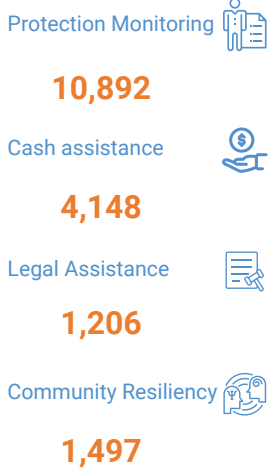 Protection Monitoring
10,892
Cash assistance
4,148
Legal Assistance
1,206
Community Resiliency
1,497